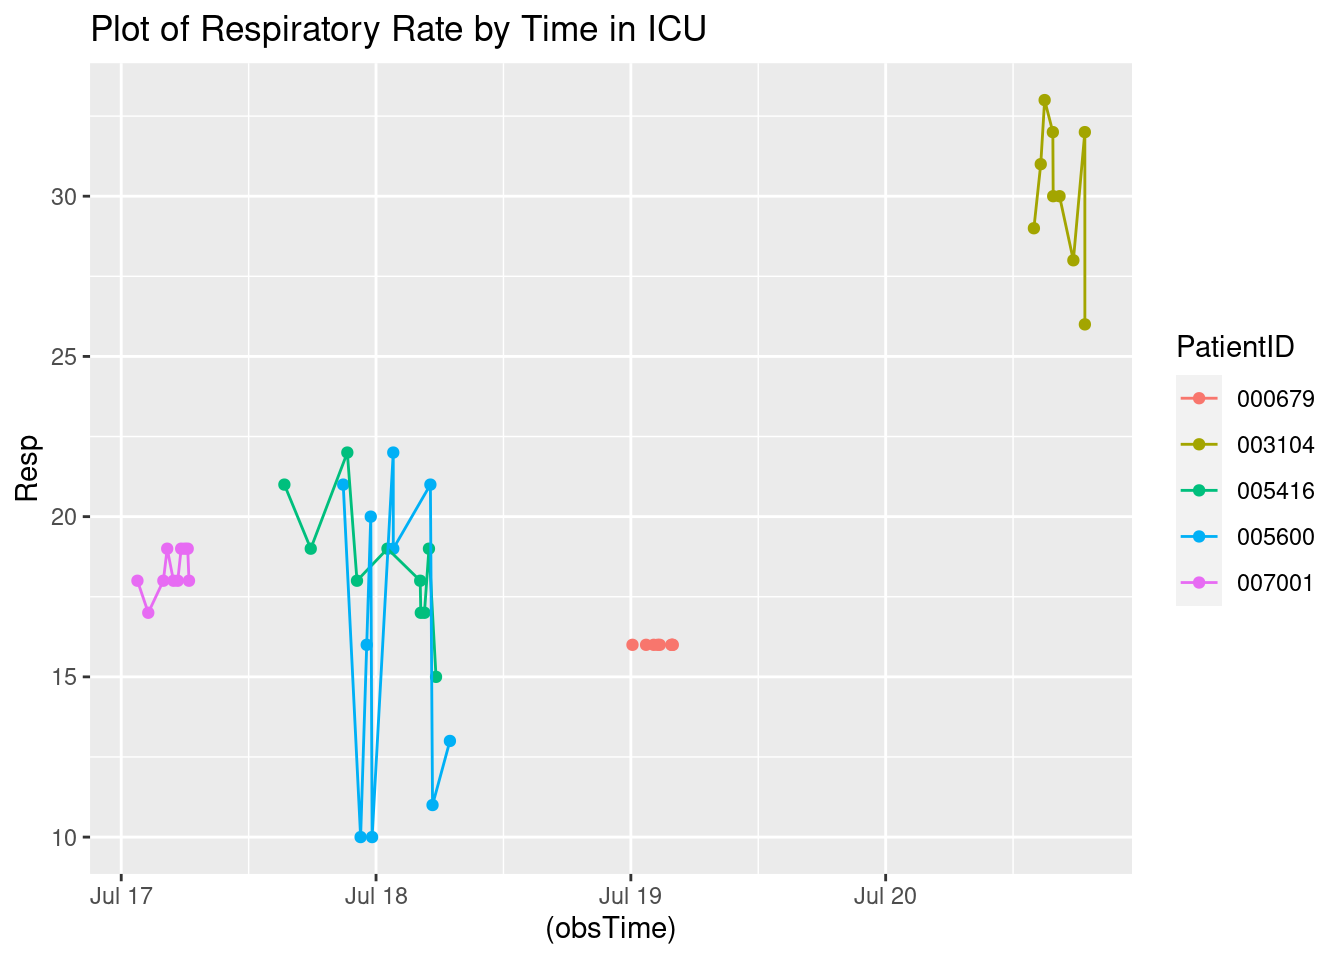 Plot of Respiratory Rate by Time in ICU
Resp
30
25
20
15
10
Jul 17
Jul 18
Jul 19
Jul 20
(obsTime)
PatientID
000679
003104
005416
005600
007001